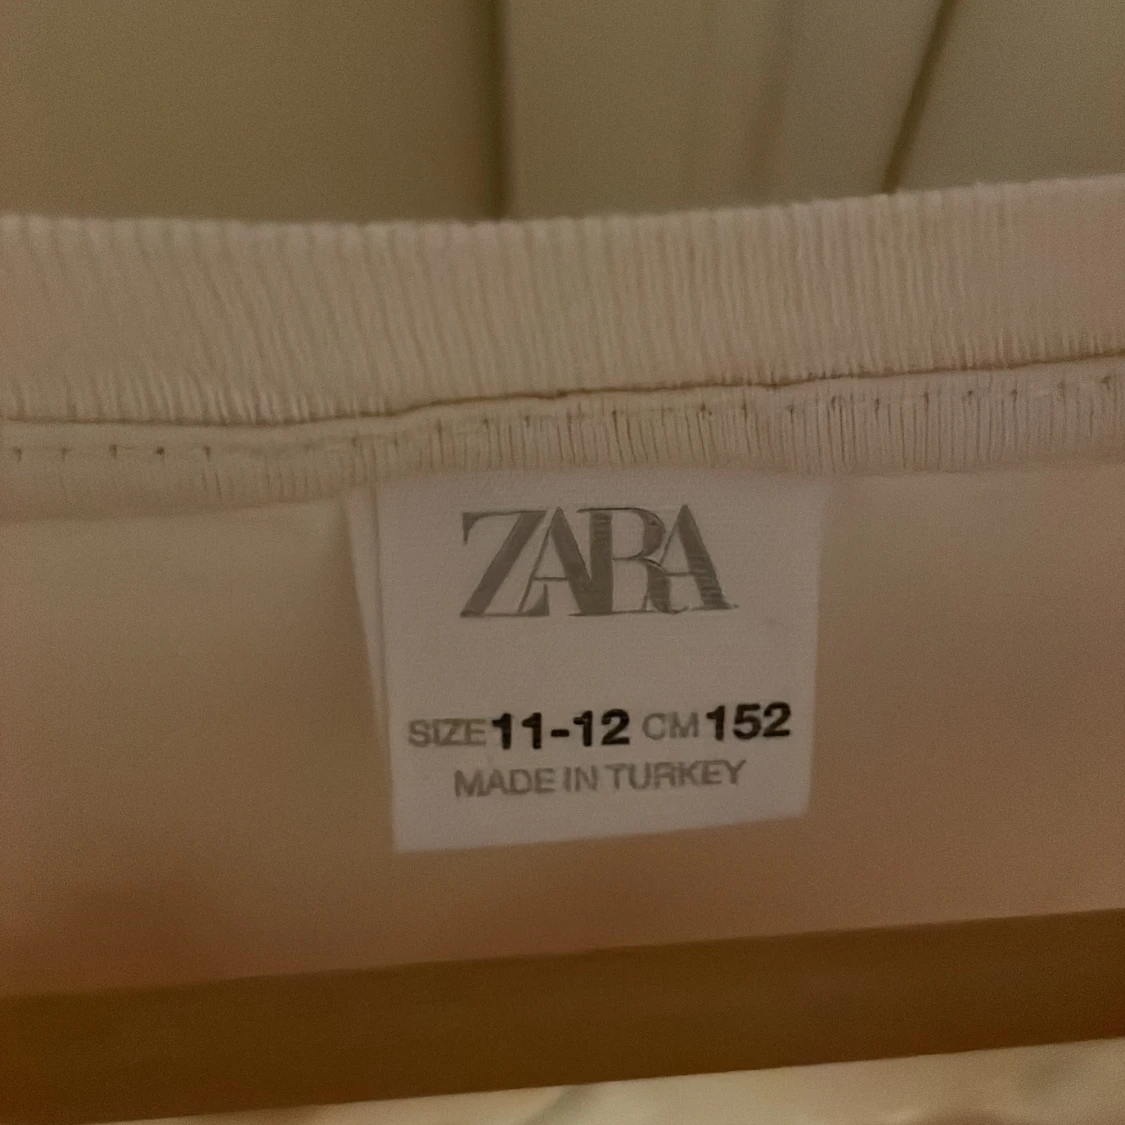 ZARA
SIZE 11-12 CM 152
MADE IN TURKEY